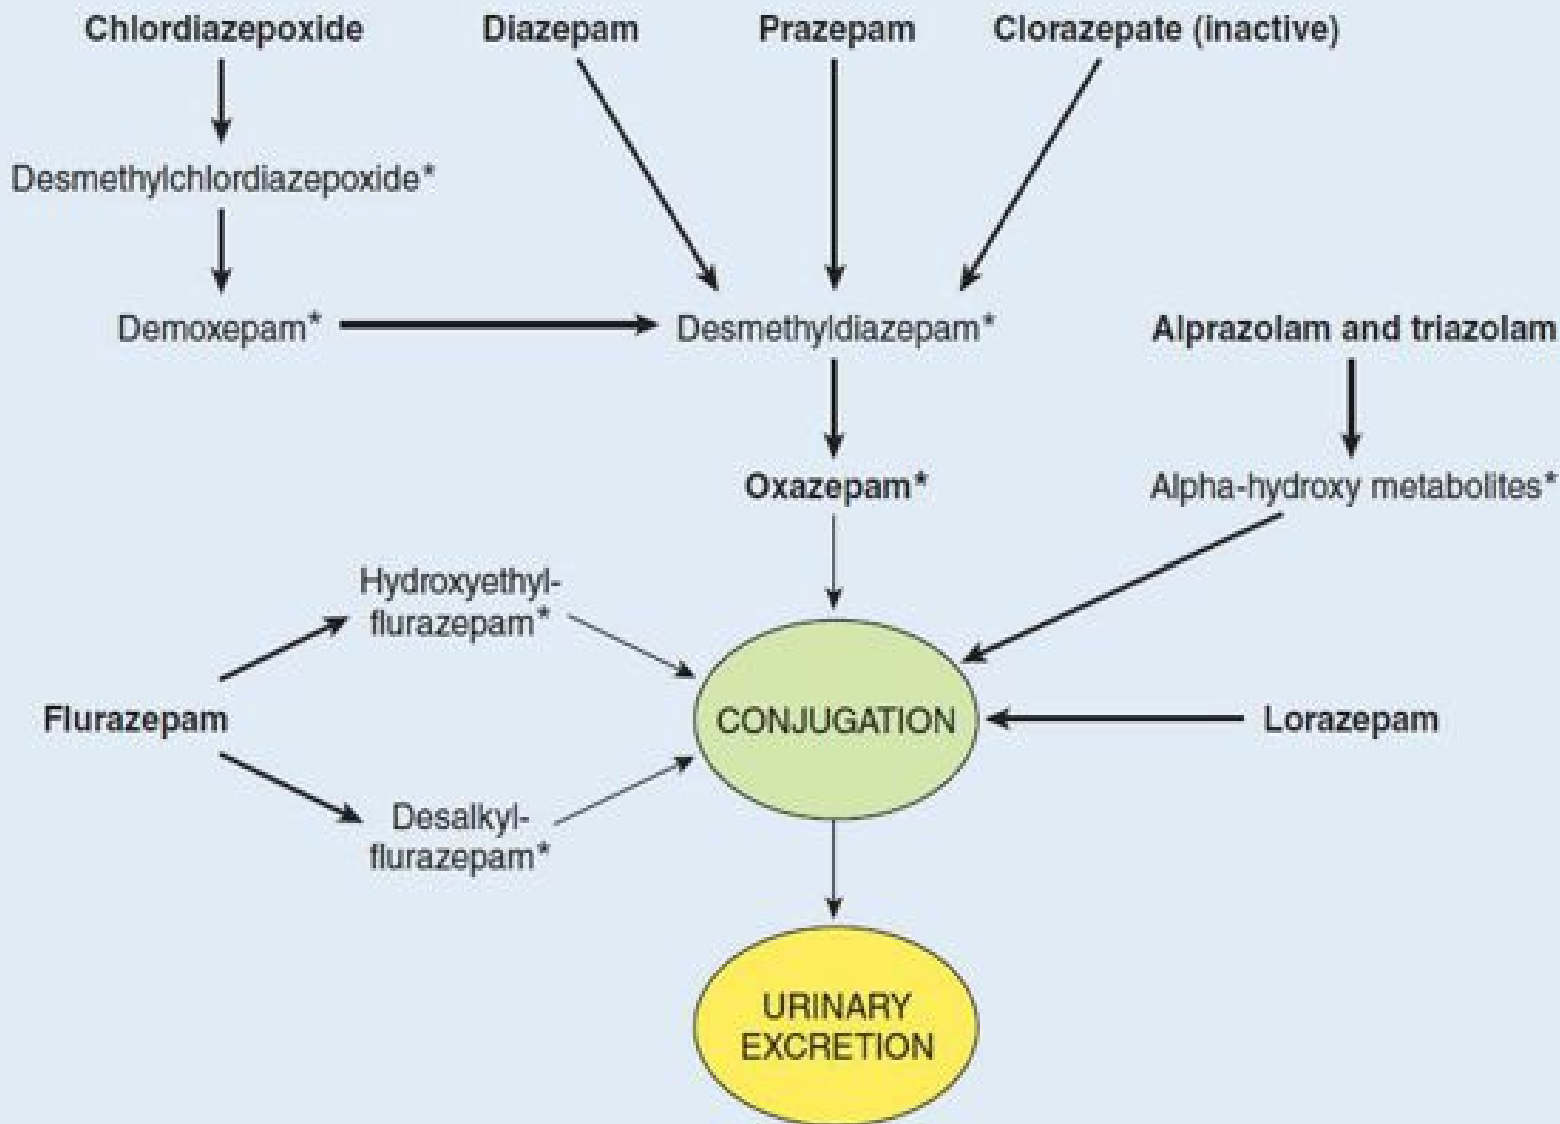 Chlordiazepoxide
Diazepam
Prazepam
Clorazepate (inactive)
Desmethylchlordiazepoxide*
Demoxepam*
Desmethyldiazepam*
Alprazolam and triazolam
Oxazepam*
Alpha-hydroxy metabolites*
Hydroxyethyl-
flurazepam*
Flurazepam
CONJUGATION
Lorazepam
Desalkyl-
flurazepam*
URINARY
EXCRETION